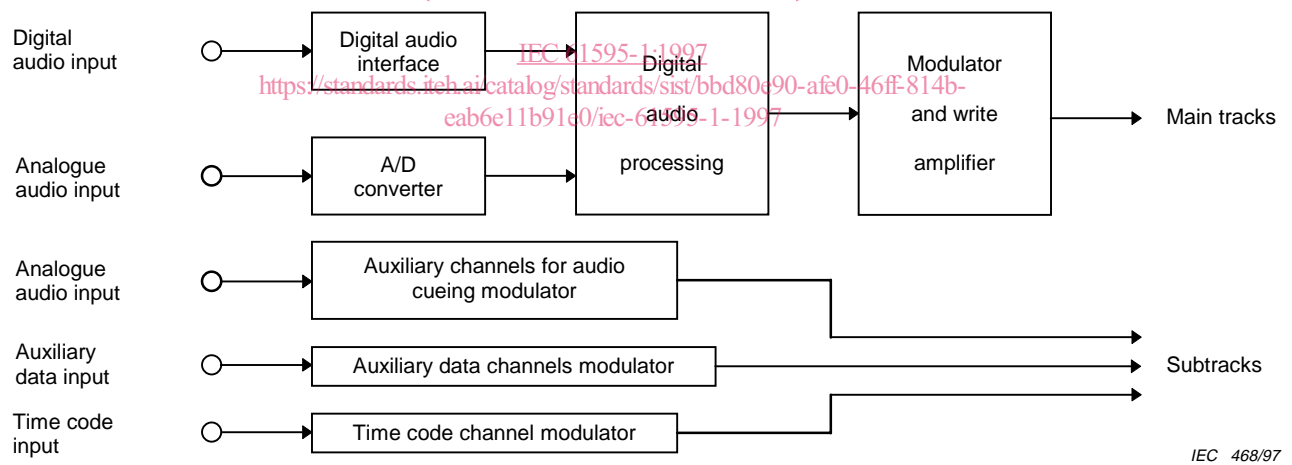 Digital
audio input
Digital audio
interface
IEC 61595-1:1997
https://standards.iteh.ai/catalog/standards/sist/bbd80e90-afe0-46ff-814b-
eab6e11b91e0/iec-61595-1-1997
Digital
audio
processing
Modulator
and write
amplifier
Main tracks
Analogue
audio input
A/D
converter
Analogue
audio input
Auxiliary channels for audio
cueing modulator
Auxiliary
data input
Auxiliary data channels modulator
Subtracks
Time code
input
Time code channel modulator
IEC 468/97